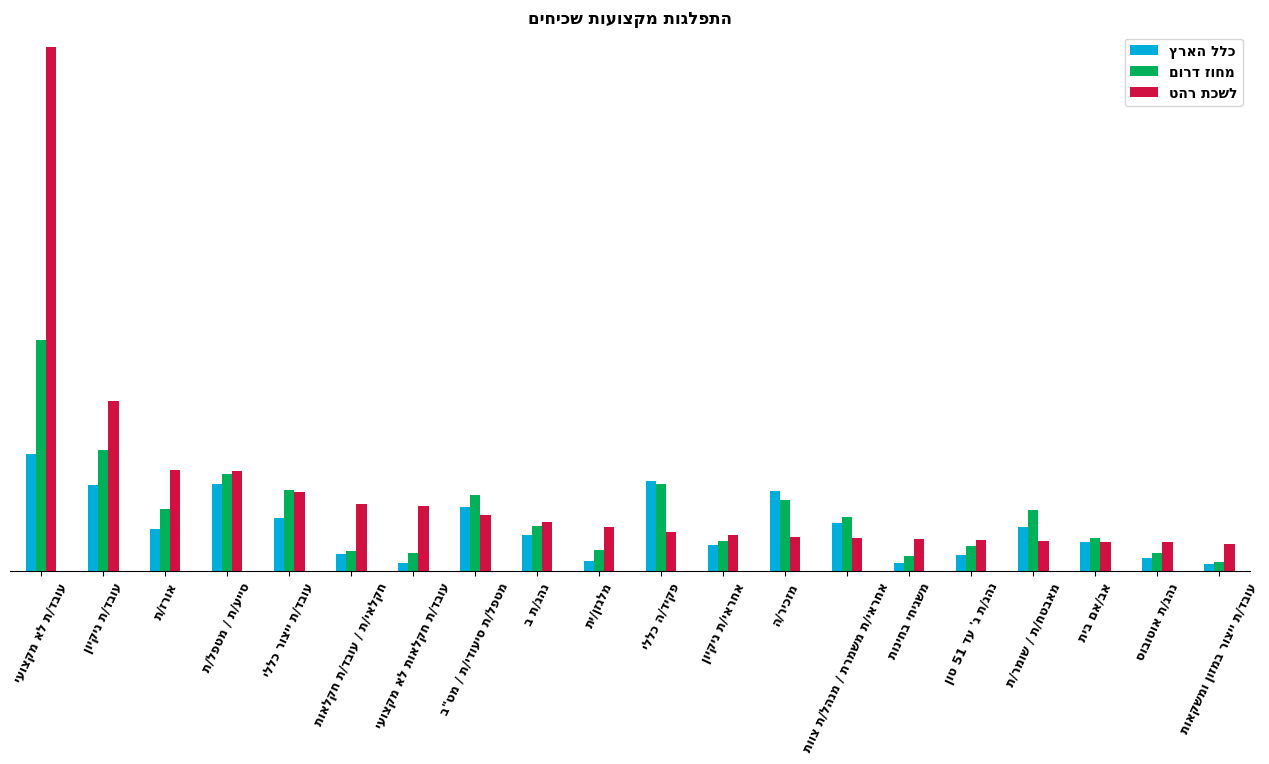 התפלגות מקצועות שכיחים
כלל הארץ
מחוז דרום
לשכת רהט
עובד/ת לא מקצועי
עובד/ת ניקיון
אורז/ת
סייע/ת / מטפל/ת
עובד/ת ייצור כללי
חקלאי/ת / עובד/ת חקלאות
עובד/ת חקלאות לא מקצועי
מטפל/ת סיעודי/ת / מט"ב
נהג/ת ב
מלבון/ית
פקיד/ה כללי
אחראי/ת ניקיון
מזכיר/ה
אחראי/ת משמרת / מנהל/ת צוות
משגיחי בחינות
נהג/ת ג' עד 51 טון
מאבטח/ת / שומר/ת
אב/אם בית
נהג/ת אוטובוס
עובד/ת ייצור במזון ומשקאות